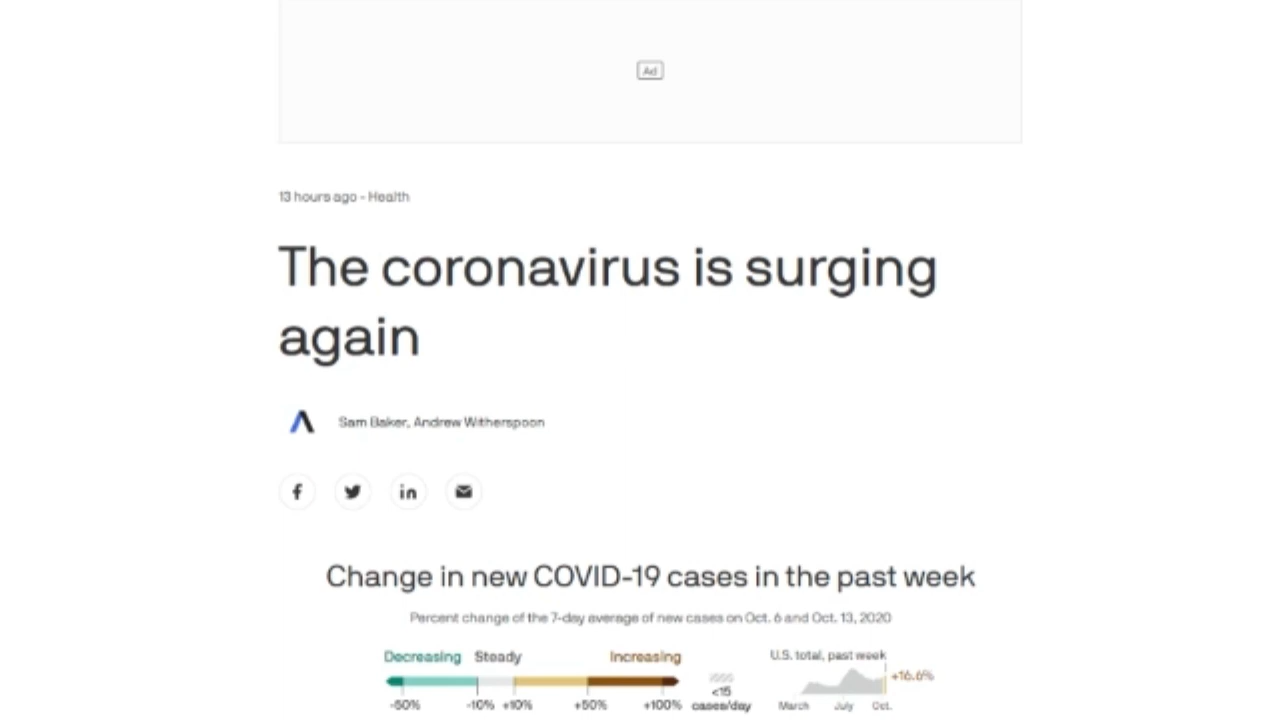 Ad
13 hours ago - Health
The coronavirus is surging
again
Sam Baker, Andrew Witherspoon
Change in new COVID-19 cases in the past week
Percent change of the 7-day average of new cases on Oct. 6 and Oct. 13, 2020
Decreasing Steady Increasing
-50% -10% +10% +50% +100%
<15
cases/day
U.S. total, past week
+16.6%
March July Oct.